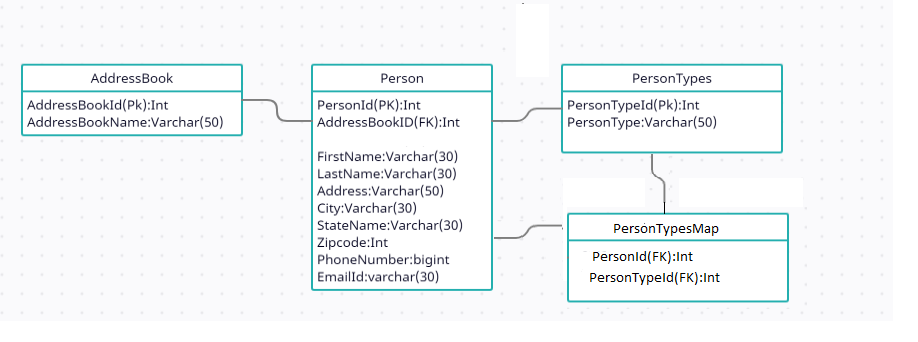 AddressBook
AddressBookId(Pk):Int
AddressBookName:Varchar(50)
Person
PersonId(PK):Int
AddressBookID(FK):Int
FirstName:Varchar(30)
LastName:Varchar(30)
Address:Varchar(50)
City:Varchar(30)
StateName:Varchar(30)
Zipcode:Int
PhoneNumber:bigint
EmailId:varchar(30)
PersonTypes
PersonTypeId(Pk):Int
PersonType:Varchar(50)
PersonTypesMap
PersonId(FK):Int
PersonTypeId(FK):Int